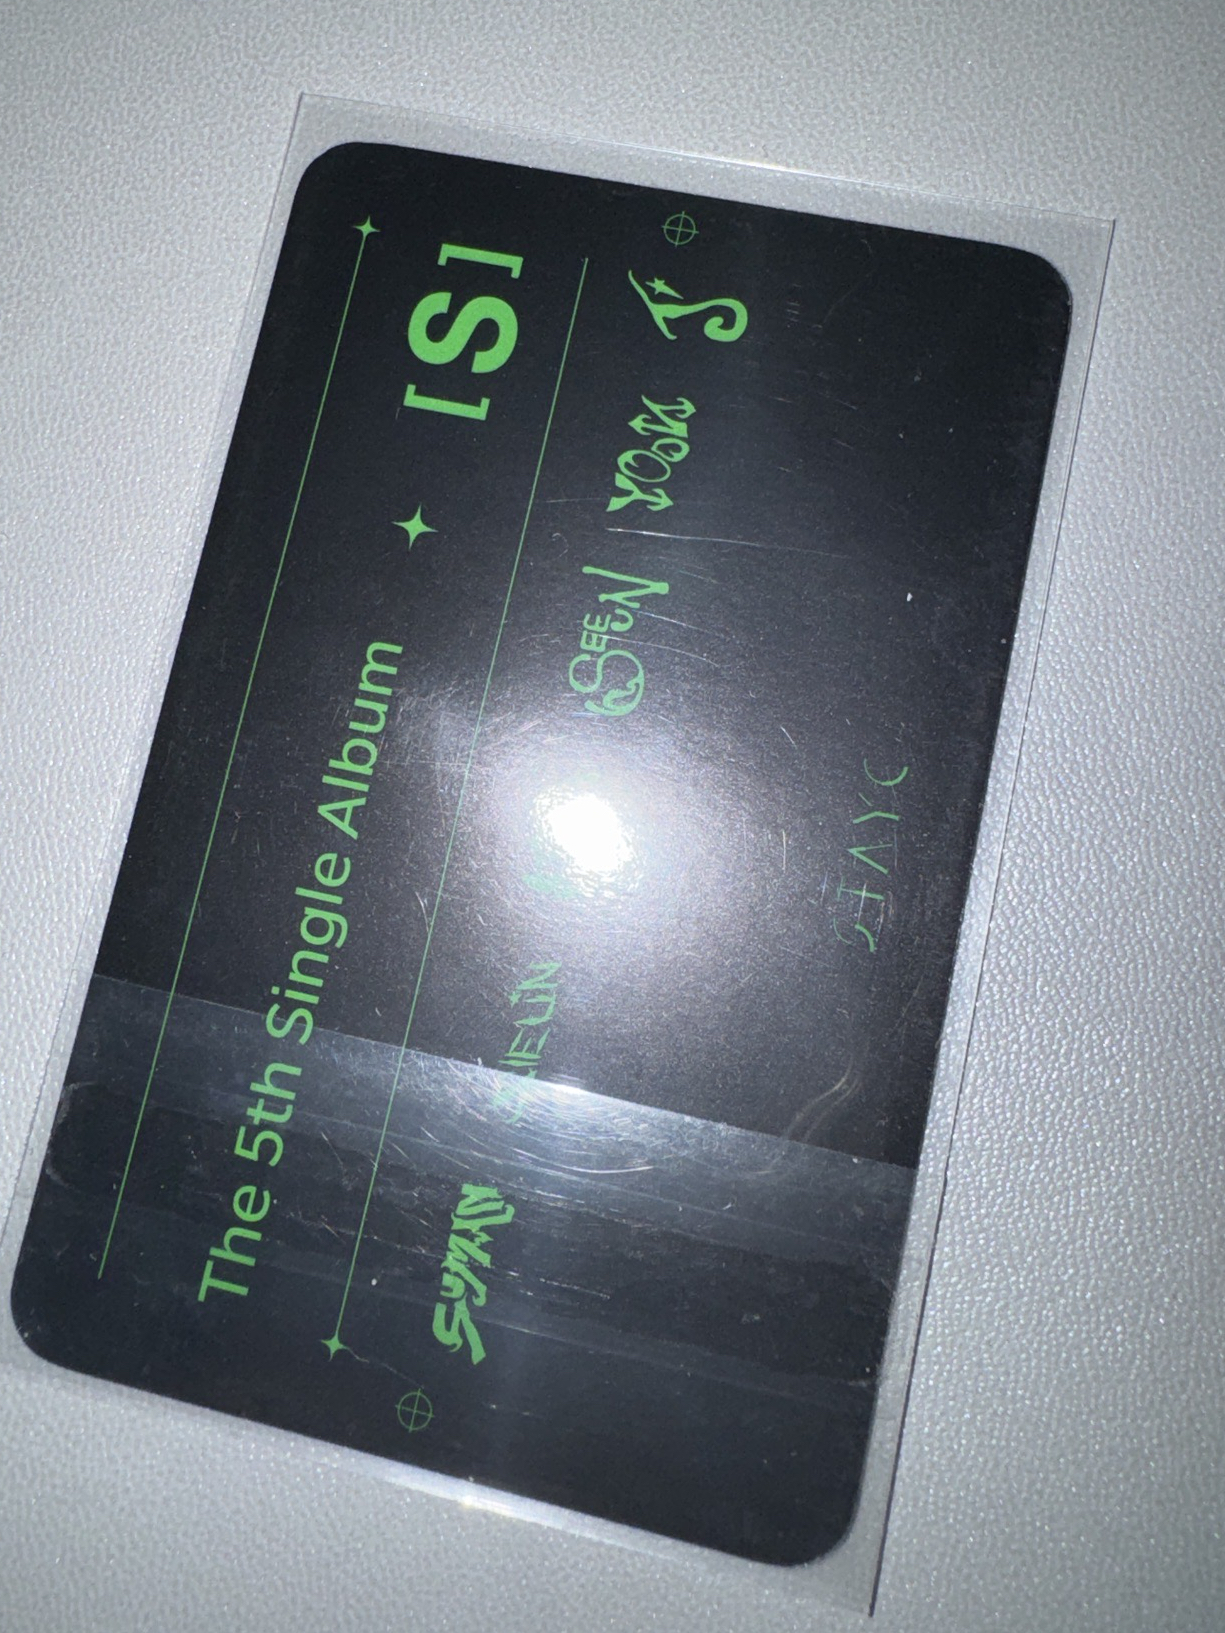 The 5th Single Album [S]
SUMIN SIEUN SEEUN YOON J
STAYC